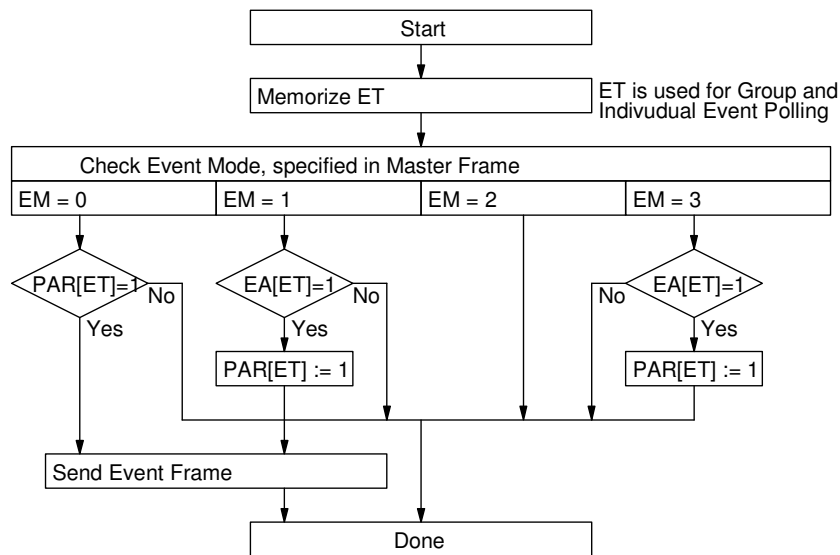 Start
Memorize ET
ET is used for Group and
Indivudual Event Polling
Check Event Mode, specified in Master Frame
EM = 0 EM = 1 EM = 2 EM = 3
PAR[ET]=1 No EA[ET]=1 No No EA[ET]=1
Yes Yes Yes
PAR[ET] := 1 PAR[ET] := 1
Send Event Frame
Done